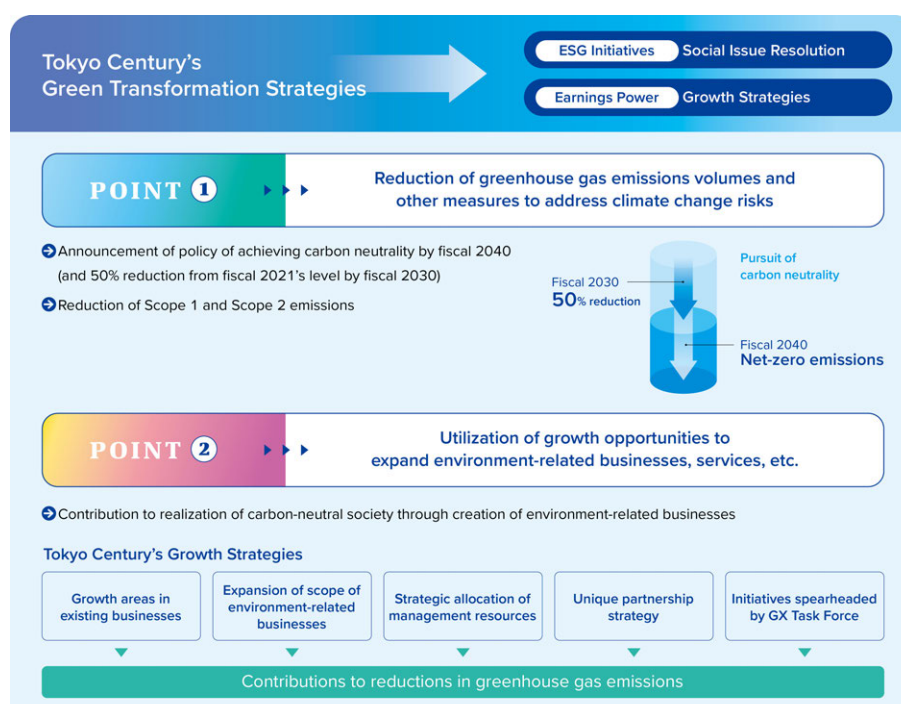 Tokyo Century's
Green Transformation Strategies
ESG Initiatives Social Issue Resolution
Earnings Power Growth Strategies
POINT 1
Reduction of greenhouse gas emissions volumes and
other measures to address climate change risks
Announcement of policy of achieving carbon neutrality by fiscal 2040
(and 50% reduction from fiscal 2021's level by fiscal 2030)
Reduction of Scope 1 and Scope 2 emissions
Fiscal 2030
50% reduction
Pursuit of
carbon neutrality
Fiscal 2040
Net-zero emissions
POINT 2
Utilization of growth opportunities to
expand environment-related businesses, services, etc.
Contribution to realization of carbon-neutral society through creation of environment-related businesses
Tokyo Century's Growth Strategies
Growth areas in
existing businesses
Expansion of scope of
environment-related
businesses
Strategic allocation of
management resources
Unique partnership
strategy
Initiatives spearheaded
by GX Task Force
Contributions to reductions in greenhouse gas emissions